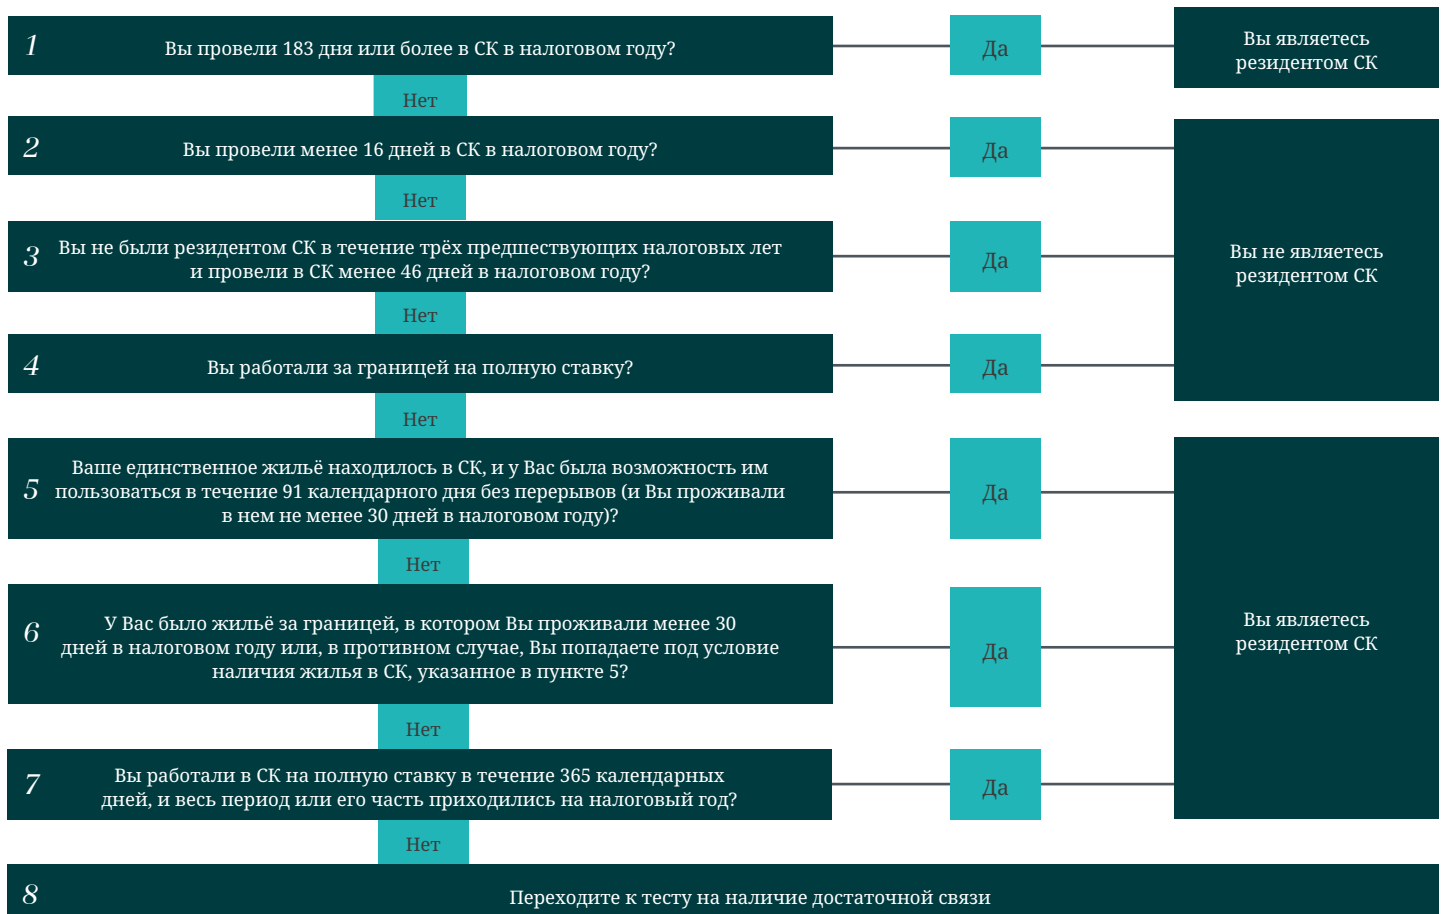 1
Вы провели 183 дня или более в СК в налоговом году?
Да
Вы являетесь
резидентом СК
Нет
2
Вы провели менее 16 дней в СК в налоговом году?
Да
Нет
3
Вы не были резидентом СК в течение трёх предшествующих налоговых лет
и провели в СК менее 46 дней в налоговом году?
Да
Вы не являетесь
резидентом СК
Нет
4
Вы работали за границей на полную ставку?
Да
Нет
5
Ваше единственное жильё находилось в СК, и у Вас была возможность им
пользоваться в течение 91 календарного дня без перерывов (и Вы проживали
в нем не менее 30 дней в налоговом году)?
Да
Нет
6
У Вас было жильё за границей, в котором Вы проживали менее 30
дней в налоговом году или, в противном случае, Вы попадаете под условие
наличия жилья в СК, указанное в пункте 5?
Да
Вы являетесь
резидентом СК
Нет
7
Вы работали в СК на полную ставку в течение 365 календарных
дней, и весь период или его часть приходились на налоговый год?
Да
Нет
8
Переходите к тесту на наличие достаточной связи